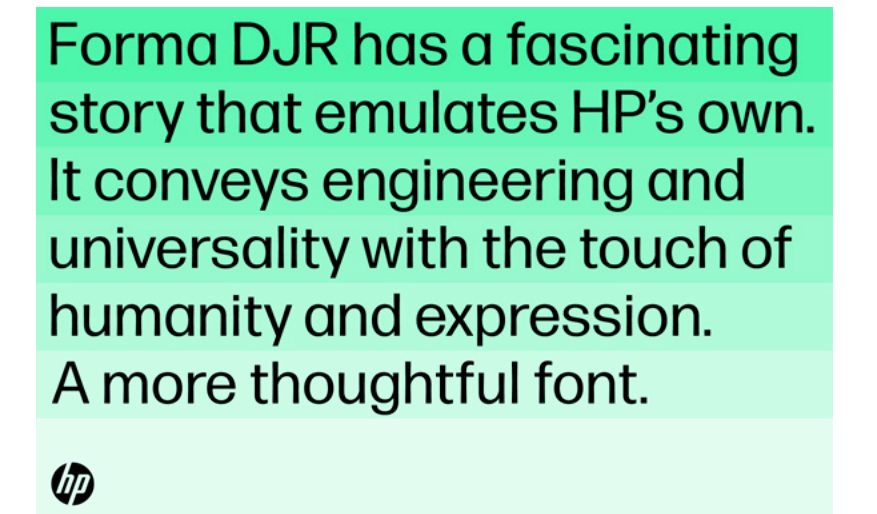 Forma DJR has a fascinating
story that emulates HP’s own.
It conveys engineering and
universality with the touch of
humanity and expression.
A more thoughtful font.
hp